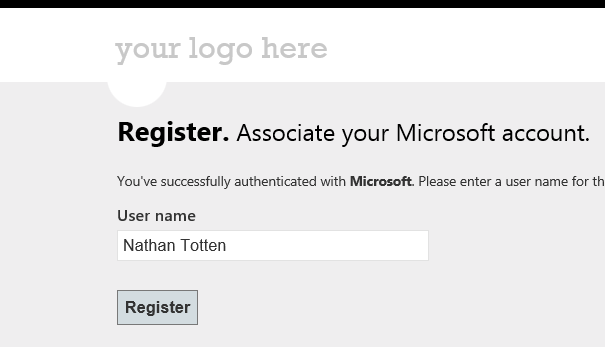 your logo here
Register. Associate your Microsoft account.
You've successfully authenticated with Microsoft. Please enter a user name for th
User name
Nathan Totten
Register